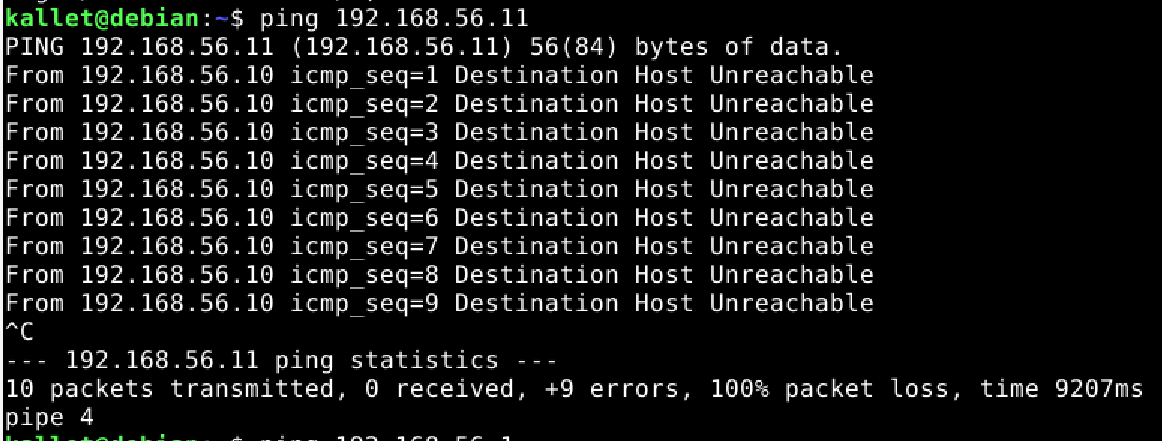 kallet@debian:~$ ping 192.168.56.11
PING 192.168.56.11 (192.168.56.11) 56(84) bytes of data.
From 192.168.56.10 icmp_seq=1 Destination Host Unreachable
From 192.168.56.10 icmp_seq=2 Destination Host Unreachable
From 192.168.56.10 icmp_seq=3 Destination Host Unreachable
From 192.168.56.10 icmp_seq=4 Destination Host Unreachable
From 192.168.56.10 icmp_seq=5 Destination Host Unreachable
From 192.168.56.10 icmp_seq=6 Destination Host Unreachable
From 192.168.56.10 icmp_seq=7 Destination Host Unreachable
From 192.168.56.10 icmp_seq=8 Destination Host Unreachable
From 192.168.56.10 icmp_seq=9 Destination Host Unreachable
^C
--- 192.168.56.11 ping statistics ---
10 packets transmitted, 0 received, +9 errors, 100% packet loss, time 9207ms
pipe 4